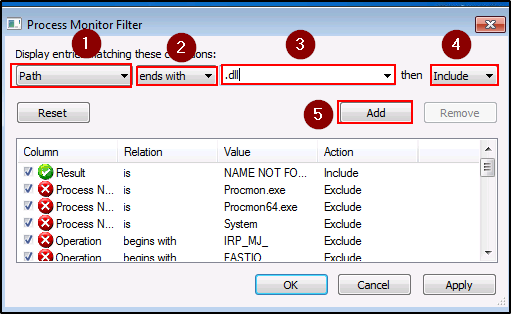 Process Monitor Filter
Display entries matching these conditions:
1 2 3 4
Path ends with .dll then Include
5
Reset Add Remove
Column Relation Value Action
Result is NAME NOT FO... Include
Process N... is Procmon.exe Exclude
Process N... is Procmon64.exe Exclude
Process N... is System Exclude
Operation begins with IRP_MJ_ Exclude
Operation begins with FASTIO_ Exclude
OK Cancel Apply